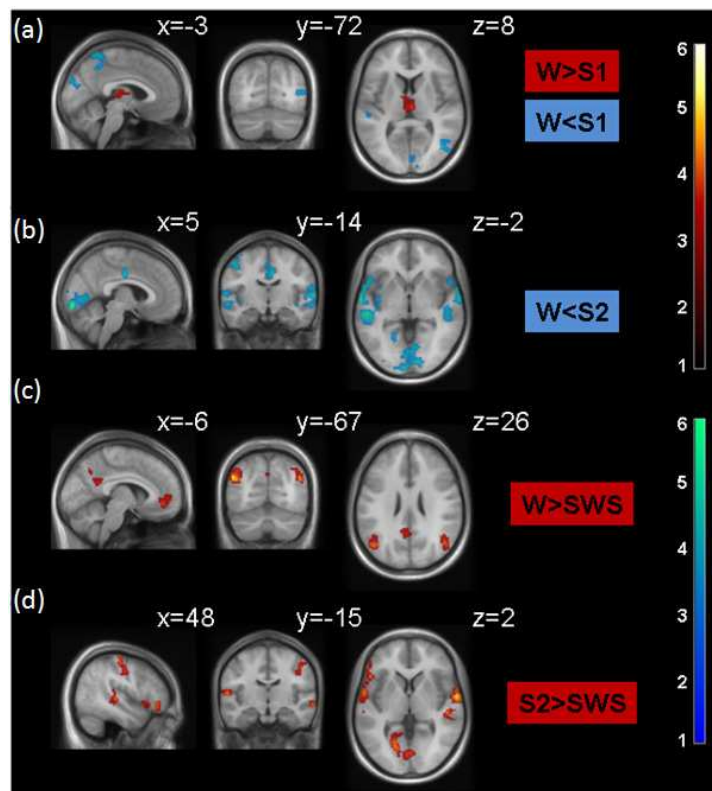 (a)
x=-3 y=-72 z=8
W>S1
W<S1
(b)
x=5 y=-14 z=-2
W<S2
(c)
x=-6 y=-67 z=26
W>SWS
(d)
x=48 y=-15 z=2
S2>SWS
6
5
4
3
2
1
6
5
4
3
2
1